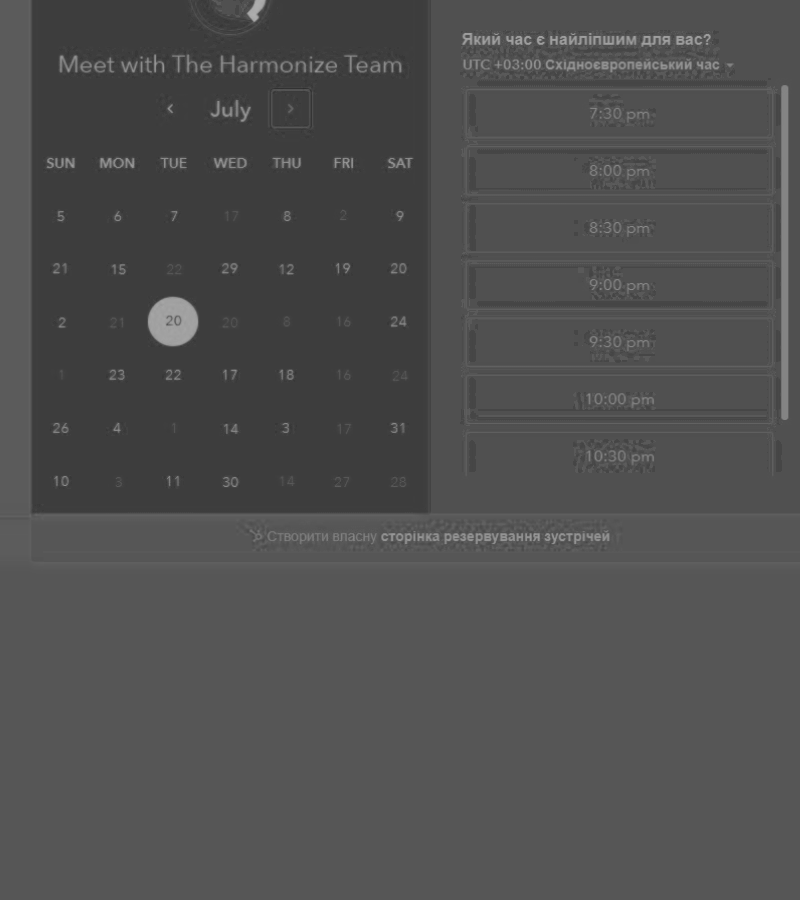 Meet with The Harmonize Team
July
SUN MON TUE WED THU FRI SAT
5 6 7 17 8 2 9
21 15 22 29 12 19 20
2 21 20 20 8 16 24
1 23 22 17 18 16 24
26 4 1 14 3 17 31
10 3 11 30 14 27 28
Який час є найліпшим для вас?
UTC +03:00 Східноєвропейський час
7:30 pm
8:00 pm
8:30 pm
9:00 pm
9:30 pm
10:00 pm
10:30 pm
Створити власну сторінка резервування зустрічей